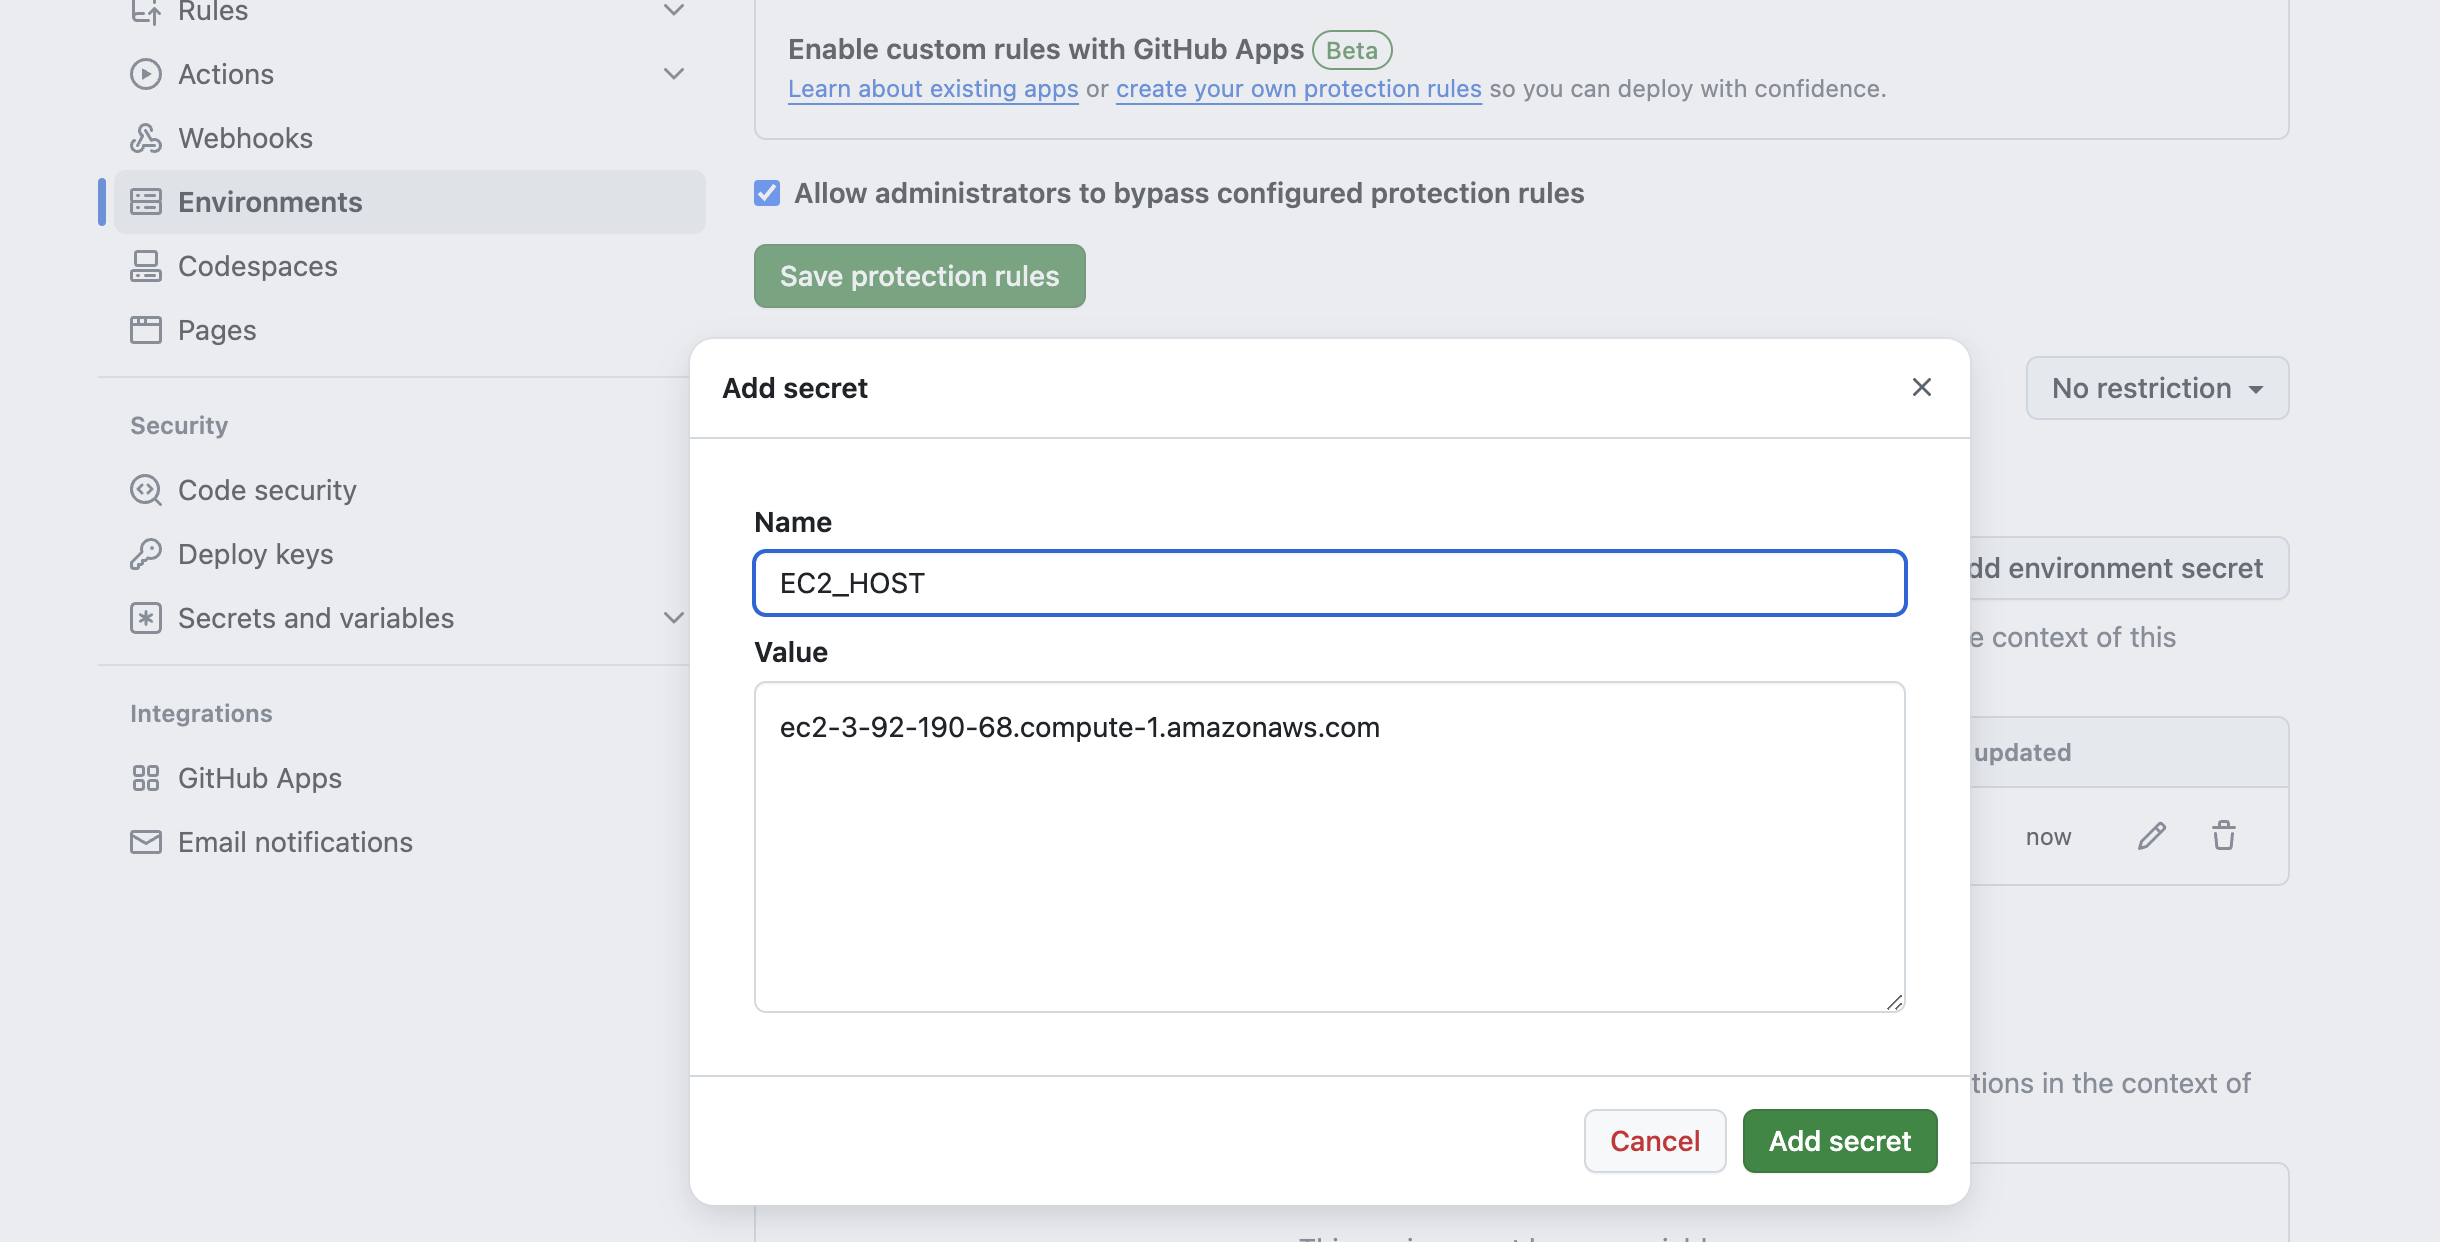 Rules
Actions
Webhooks
Environments
Codespaces
Pages
Security
Code security
Deploy keys
Secrets and variables
Integrations
GitHub Apps
Email notifications
Enable custom rules with GitHub Apps Beta
Learn about existing apps or create your own protection rules so you can deploy with confidence.
Allow administrators to bypass configured protection rules
Save protection rules
No restriction
environment secret
context of this
updated
now
in the context of
Add secret
Name
EC2_HOST
Value
ec2-3-92-190-68.compute-1.amazonaws.com
Cancel
Add secret